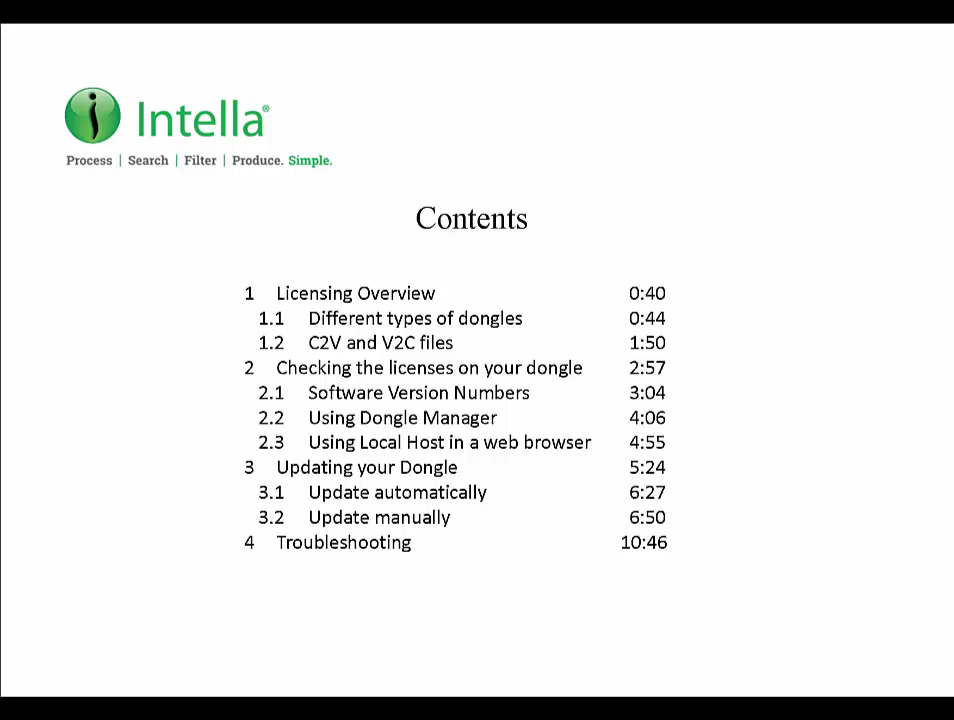 Intella®
Process | Search | Filter | Produce. Simple.
Contents
1 Licensing Overview 0:40
1.1 Different types of dongles 0:44
1.2 C2V and V2C files 1:50
2 Checking the licenses on your dongle 2:57
2.1 Software Version Numbers 3:04
2.2 Using Dongle Manager 4:06
2.3 Using Local Host in a web browser 4:55
3 Updating your Dongle 5:24
3.1 Update automatically 6:27
3.2 Update manually 6:50
4 Troubleshooting 10:46